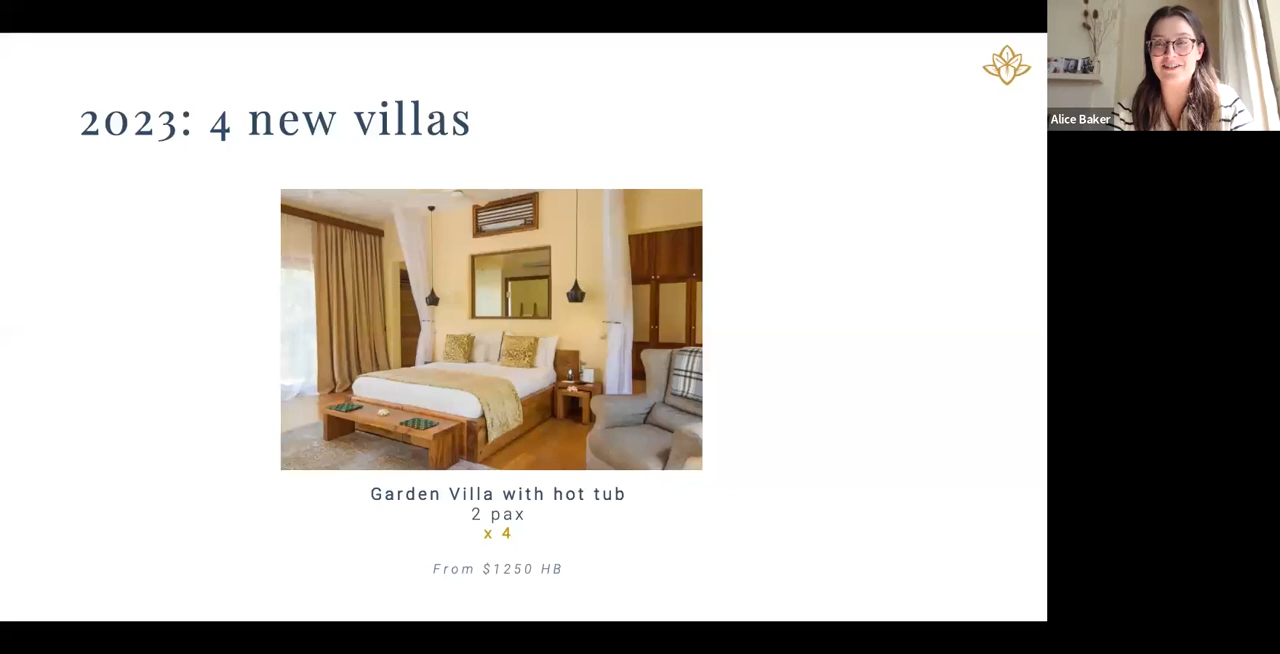 2023: 4 new villas
Alice Baker
Garden Villa with hot tub
2 pax
x 4
From $1250 HB